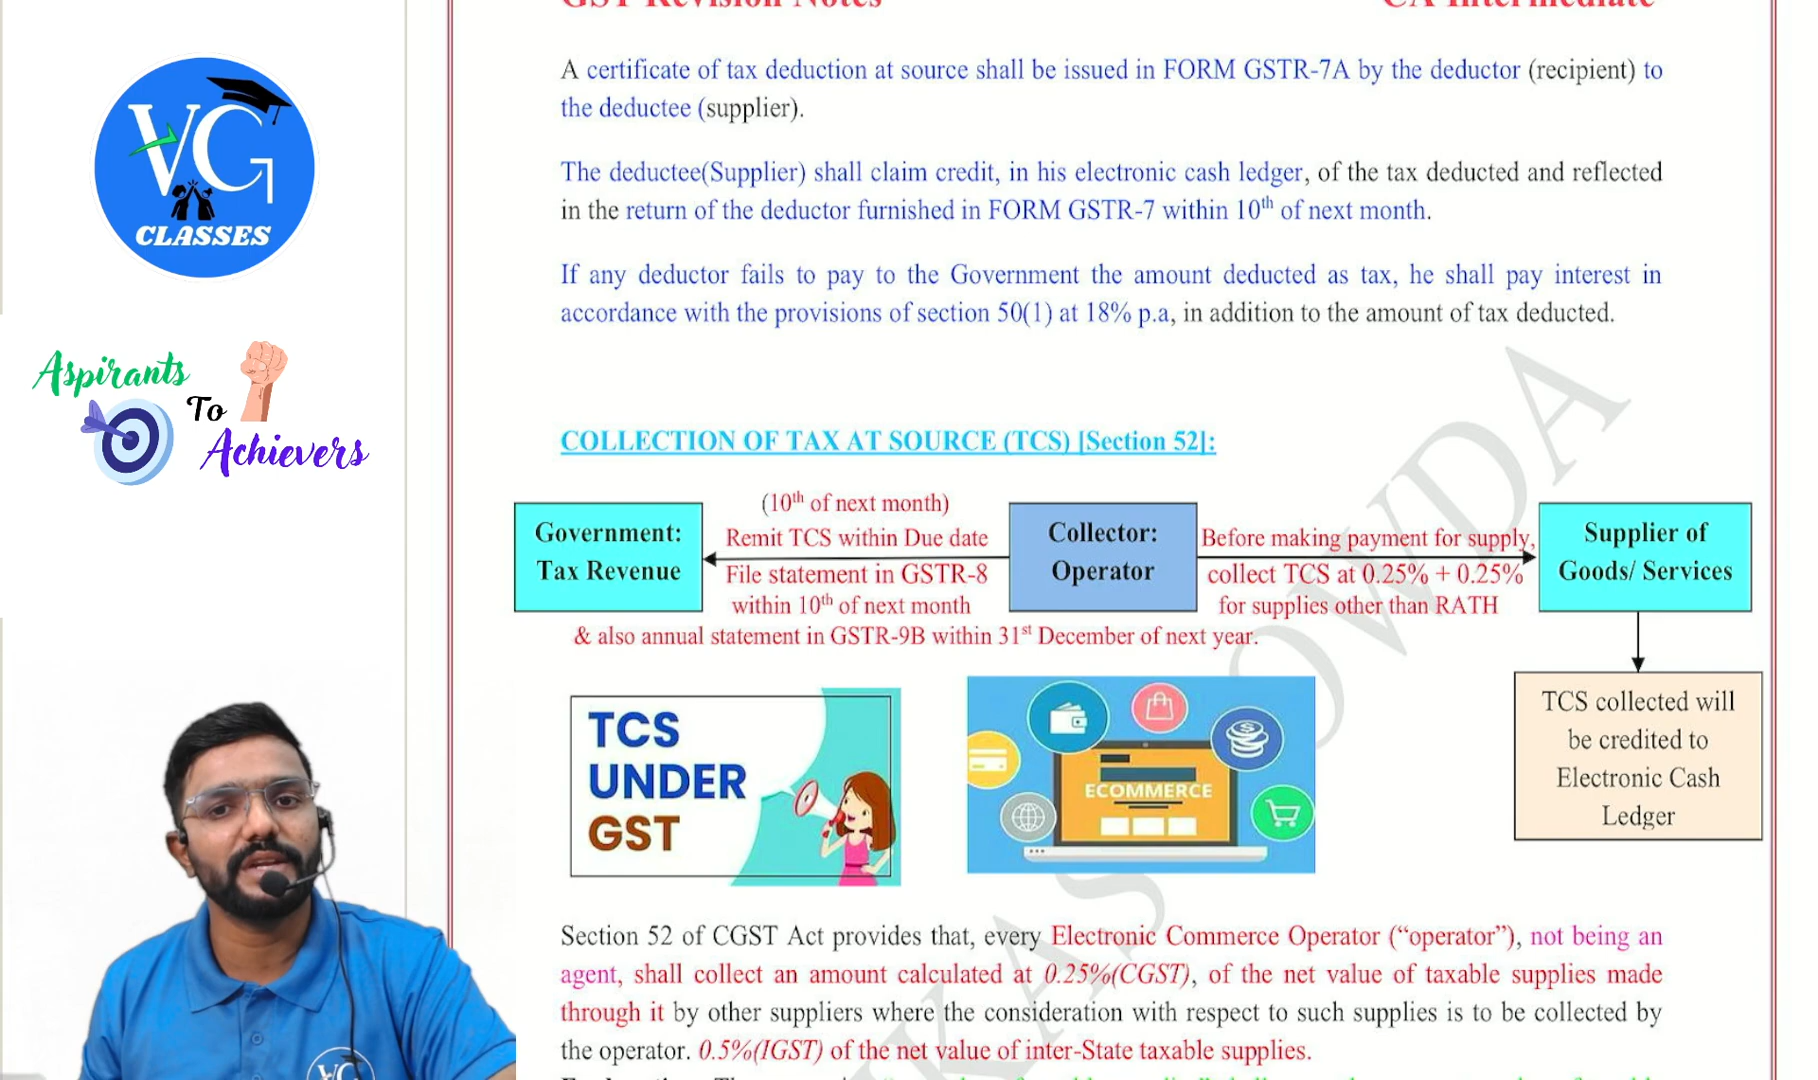 GST Revision Notes
CA Intermediate
VG
CLASSES
Aspirants
To
Achievers
A certificate of tax deduction at source shall be issued in FORM GSTR-7A by the deductor (recipient) to
the deductee (supplier).
The deductee(Supplier) shall claim credit, in his electronic cash ledger, of the tax deducted and reflected
in the return of the deductor furnished in FORM GSTR-7 within 10th of next month.
If any deductor fails to pay to the Government the amount deducted as tax, he shall pay interest in
accordance with the provisions of section 50(1) at 18% p.a, in addition to the amount of tax deducted.
COLLECTION OF TAX AT SOURCE (TCS) [Section 52]:
Government:
Tax Revenue
(10th of next month)
Remit TCS within Due date
File statement in GSTR-8
within 10th of next month
& also annual statement in GSTR-9B within 31st December of next year.
Collector:
Operator
Before making payment for supply,
collect TCS at 0.25% + 0.25%
for supplies other than RATH
Supplier of
Goods/ Services
TCS collected will
be credited to
Electronic Cash
Ledger
TCS
UNDER
GST
ECOMMERCE
Section 52 of CGST Act provides that, every Electronic Commerce Operator (“operator”), not being an
agent, shall collect an amount calculated at 0.25%(CGST), of the net value of taxable supplies made
through it by other suppliers where the consideration with respect to such supplies is to be collected by
the operator. 0.5%(IGST) of the net value of inter-State taxable supplies.
VG